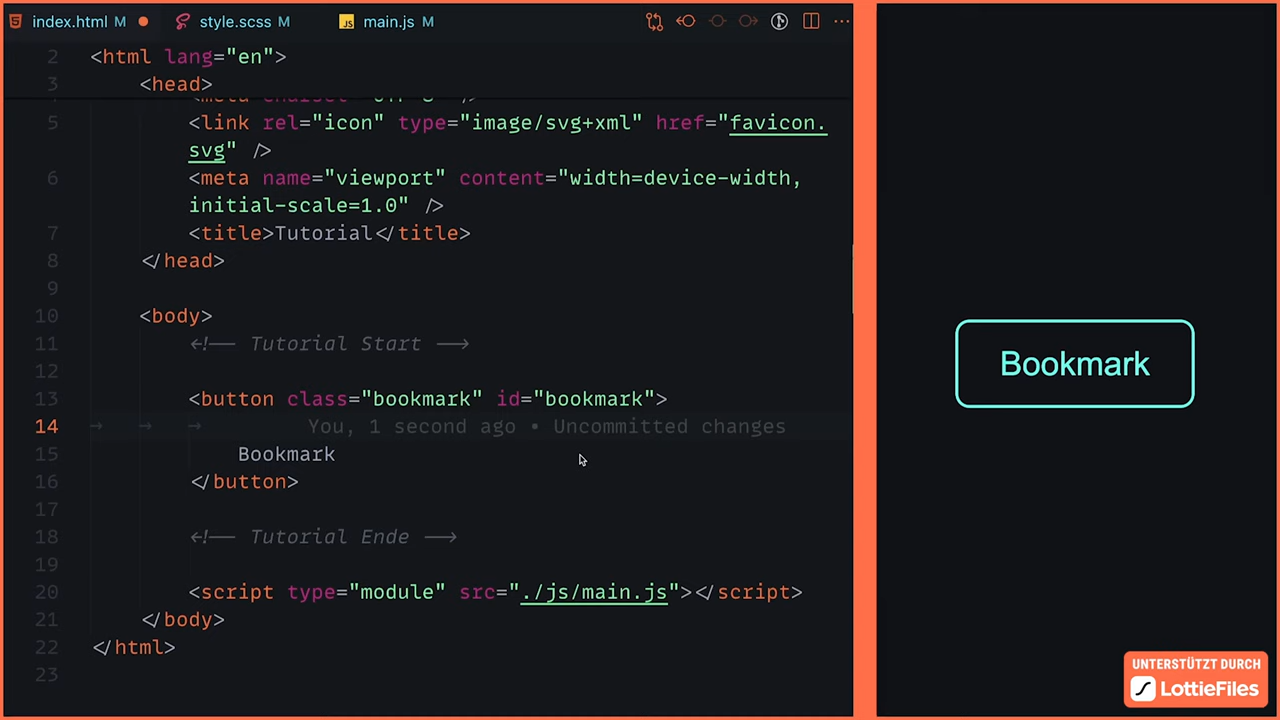 index.html M
style.scss M
JS main.js M
2 <html lang="en">
3 <head>
5 <link rel="icon" type="image/svg+xml" href="favicon.
svg" />
6 <meta name="viewport" content="width=device-width,
initial-scale=1.0" />
7 <title>Tutorial</title>
8 </head>
9
10 <body>
11 <!-- Tutorial Start -->
12
13 <button class="bookmark" id="bookmark">
14 You, 1 second ago • Uncommitted changes
15 Bookmark
16 </button>
17
18 <!-- Tutorial Ende -->
19
20 <script type="module" src="./js/main.js"></script>
21 </body>
22 </html>
23
Bookmark
UNTERSTÜTZT DURCH
LottieFiles